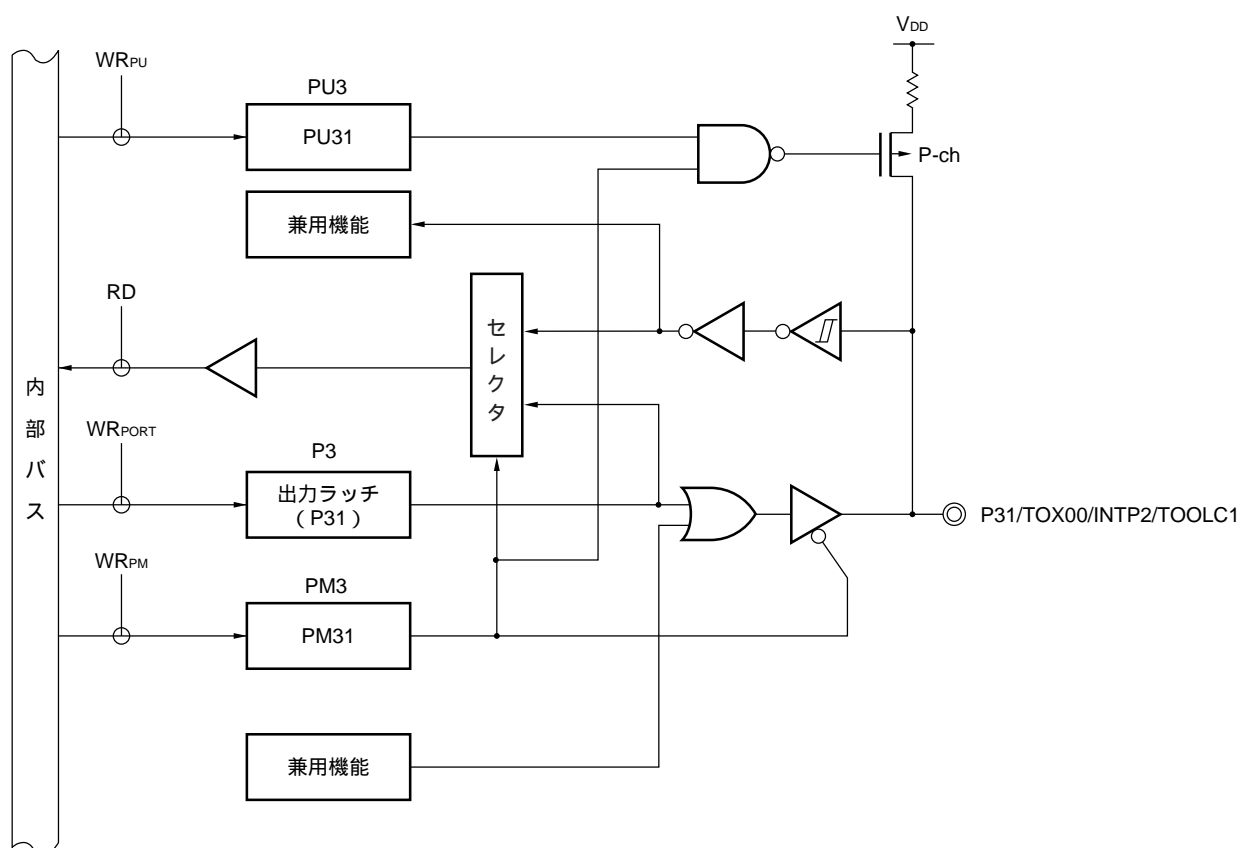 VDD
WRPU
PU3
PU31
P-ch
兼用機能
RD
セレクタ
内部バス
WRPORT
P3
出力ラッチ
（P31）
P31/TOX00/INTP2/TOOLC1
WRPM
PM3
PM31
兼用機能